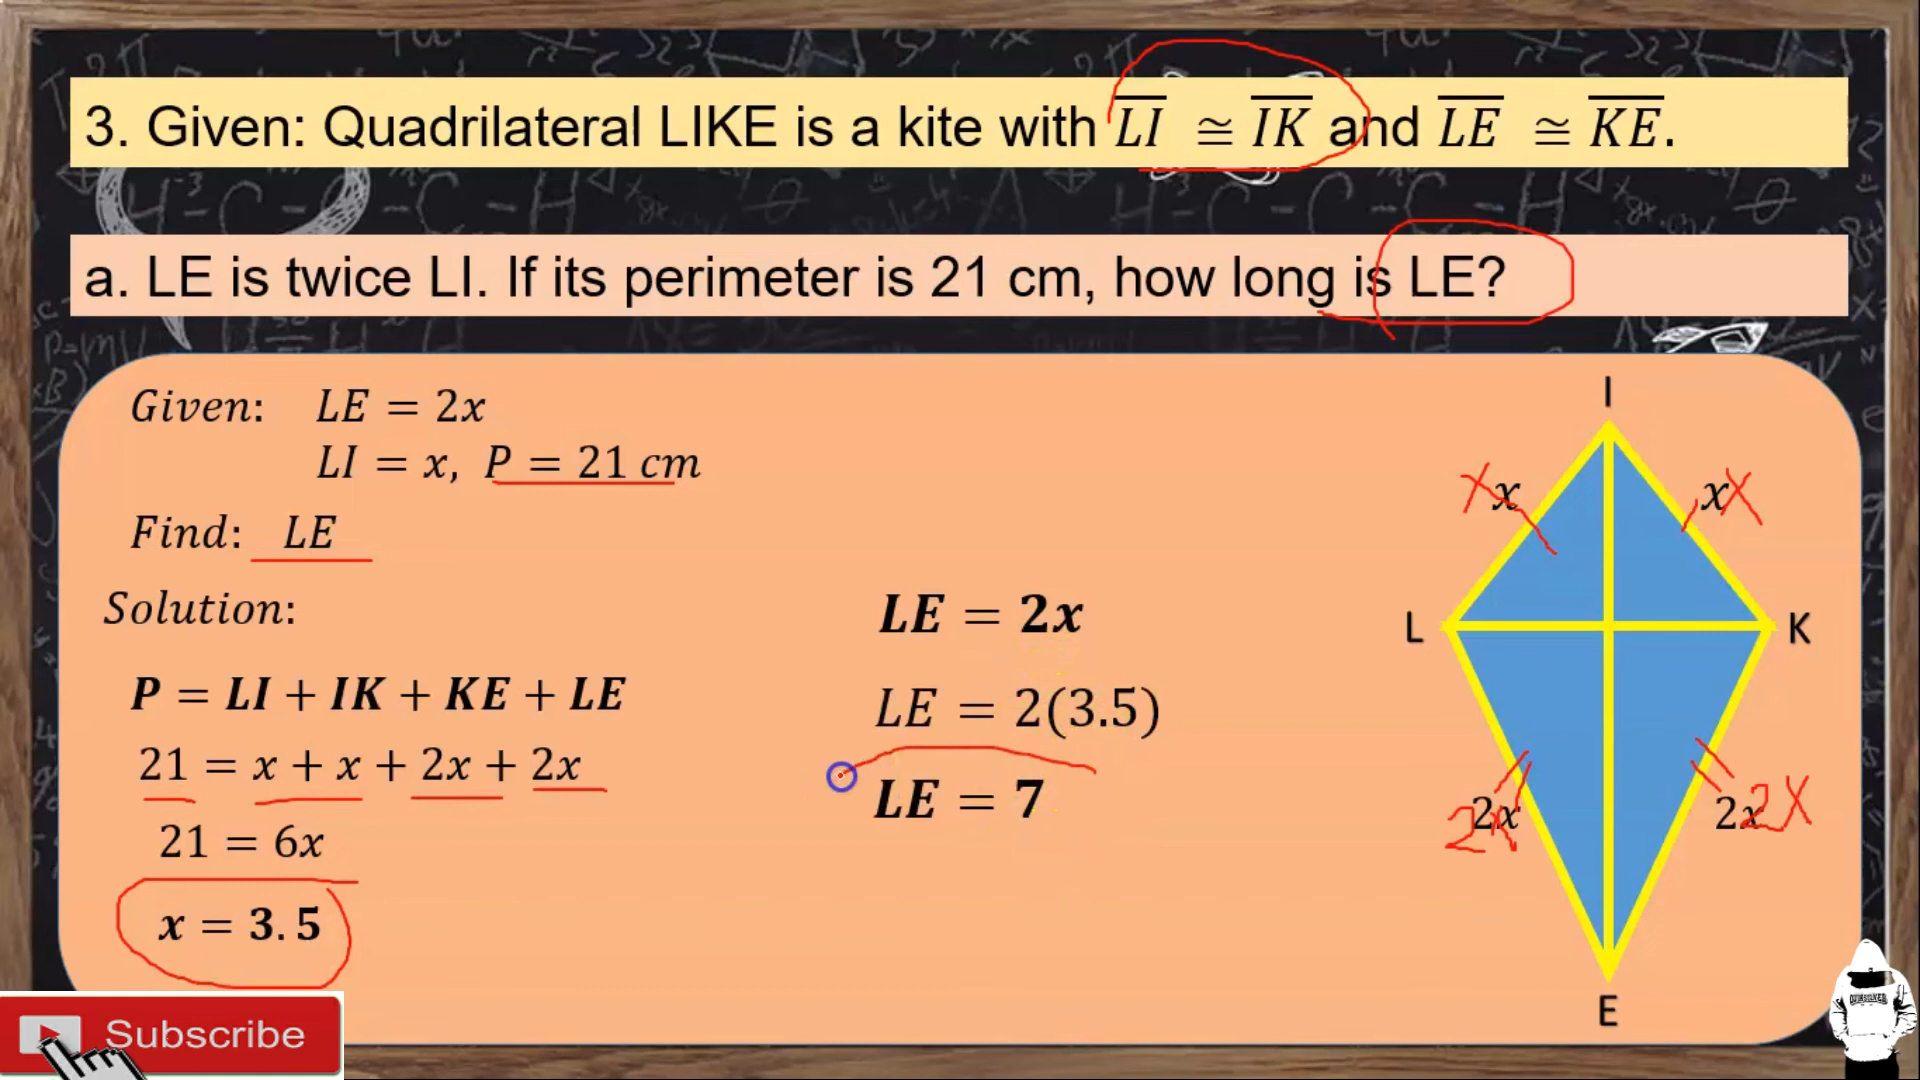 3. Given: Quadrilateral LIKE is a kite with LI ≅ IK and LE ≅ KE.
a. LE is twice LI. If its perimeter is 21 cm, how long is LE?
Given: LE = 2x
LI = x, P = 21 cm
Find: LE
Solution:
P = LI + IK + KE + LE
21 = x + x + 2x + 2x
21 = 6x
x = 3.5
LE = 2x
LE = 2(3.5)
LE = 7
I
x x x x
L K
2x 2x 2x 2x
E
Subscribe